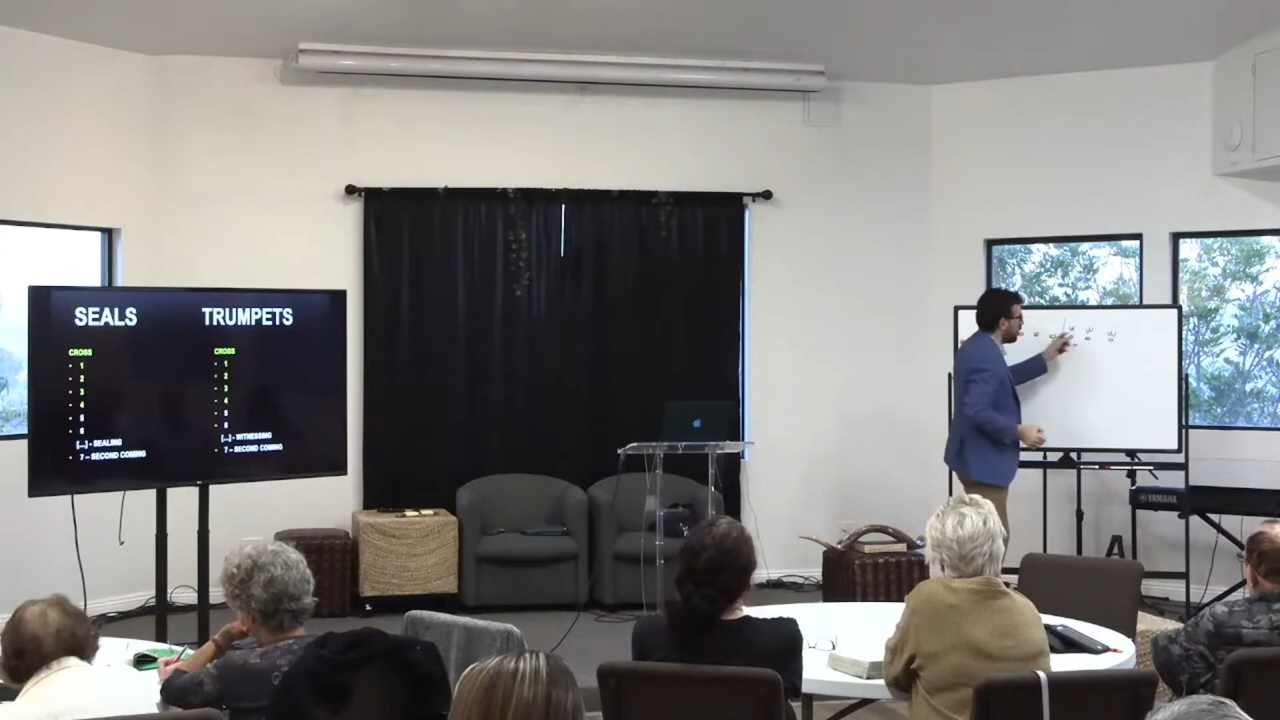 SEALS
CROSS
• 1
• 2
• 3
• 4
• 5
• 6
[...] - SEALING
• 7 – SECOND COMING
TRUMPETS
CROSS
• 1
• 2
• 3
• 4
• 5
• 6
[...] - WITNESSING
• 7 – SECOND COMING
YAMAHA